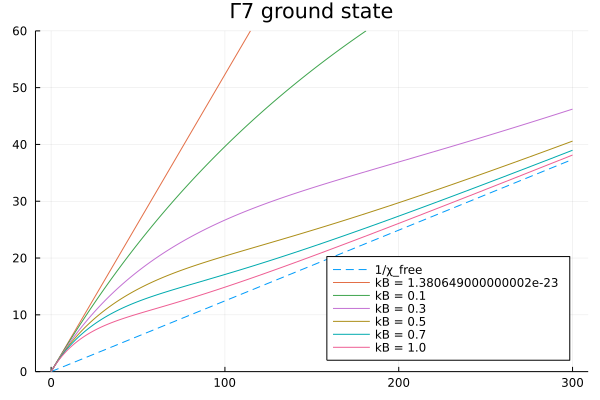 Γ7 ground state
60
50
40
30
20
10
0
1/χ_free
kB = 1.380649000000002e-23
kB = 0.1
kB = 0.3
kB = 0.5
kB = 0.7
kB = 1.0
0 100 200 300